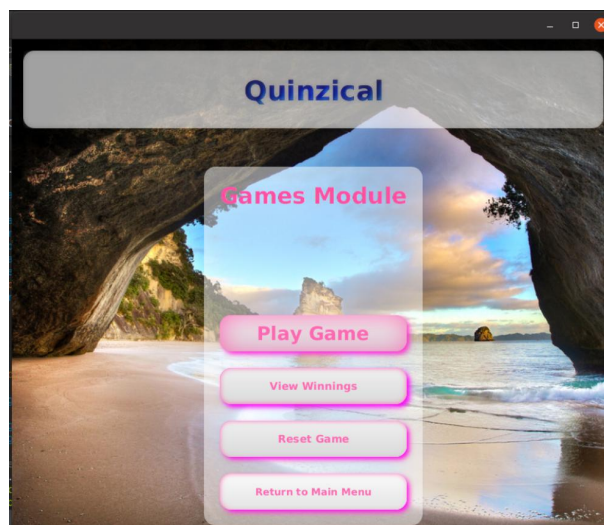 Quinzical
Games Module
Play Game
View Winnings
Reset Game
Return to Main Menu